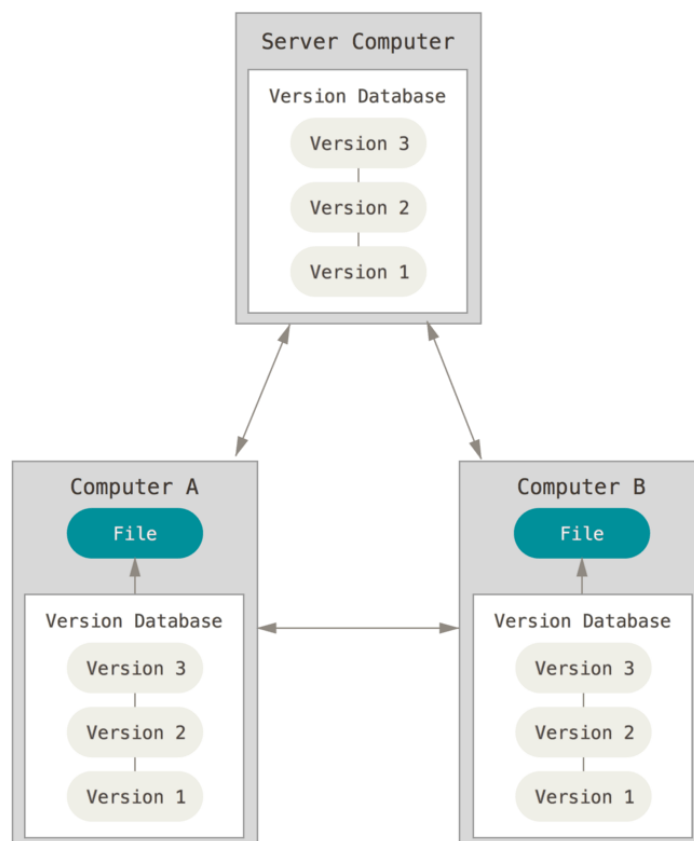 Server Computer
Version Database
Version 3
Version 2
Version 1
Computer A
File
Version Database
Version 3
Version 2
Version 1
Computer B
File
Version Database
Version 3
Version 2
Version 1